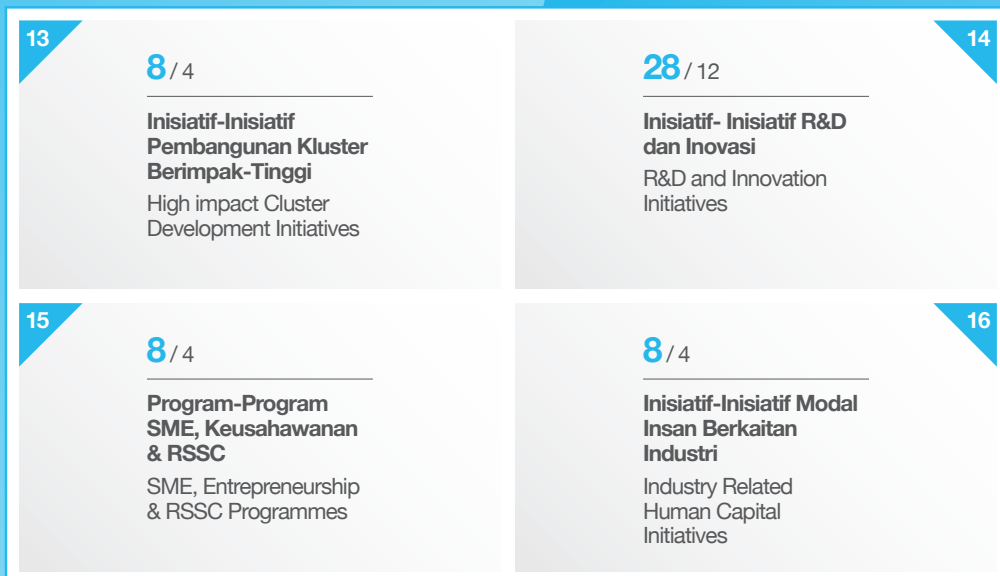 13
8 / 4
Inisiatif-Inisiatif
Pembangunan Kluster
Berimpak-Tinggi
High impact Cluster
Development Initiatives
14
28 / 12
Inisiatif- Inisiatif R&D
dan Inovasi
R&D and Innovation
Initiatives
15
8 / 4
Program-Program
SME, Keusahawanan
& RSSC
SME, Entrepreneurship
& RSSC Programmes
16
8 / 4
Inisiatif-Inisiatif Modal
Insan Berkaitan
Industri
Industry Related
Human Capital
Initiatives